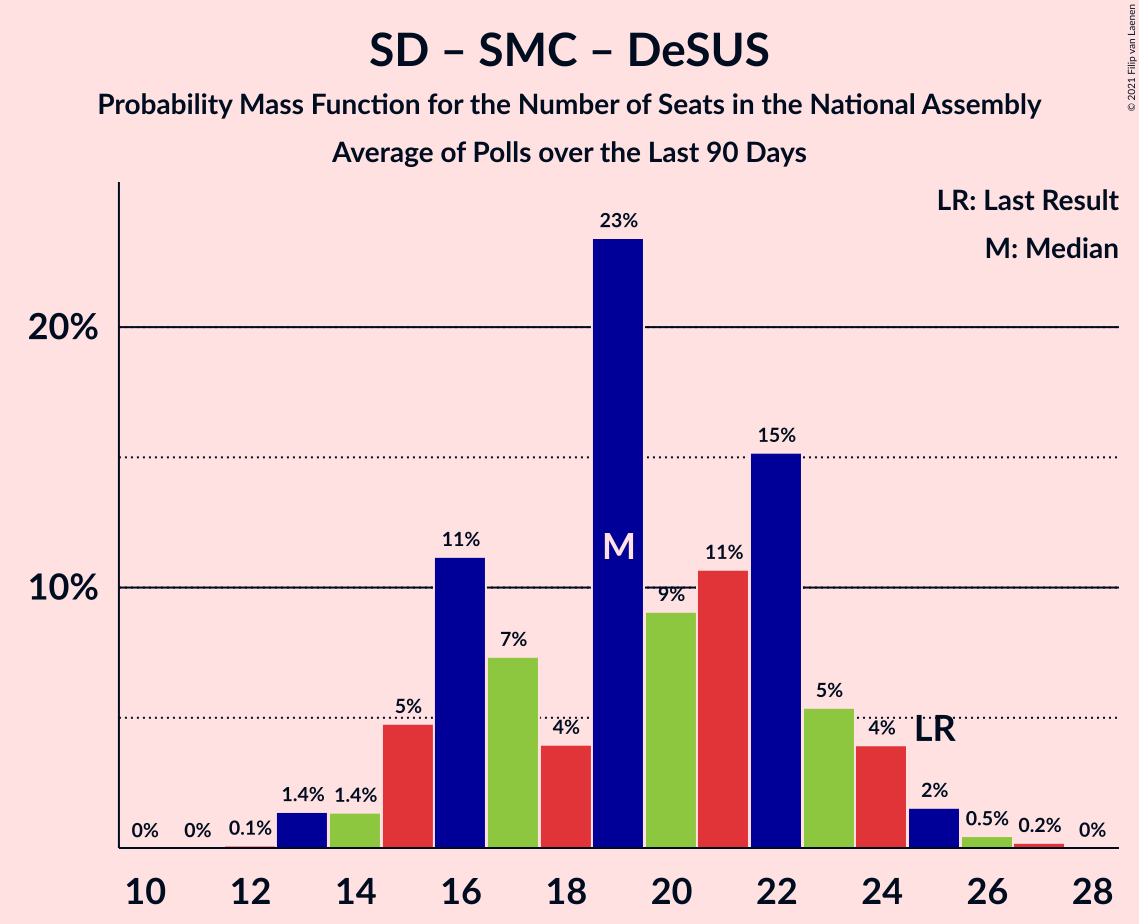 SD – SMC – DeSUS
Probability Mass Function for the Number of Seats in the National Assembly
Average of Polls over the Last 90 Days
© 2021 Filip van Laenen
LR: Last Result
M: Median
20%
10%
0%
0%
0.1%
1.4%
1.4%
5%
11%
7%
4%
23%
M
9%
11%
15%
5%
4%
LR
2%
0.5%
0.2%
0%
10 12 14 16 18 20 22 24 26 28